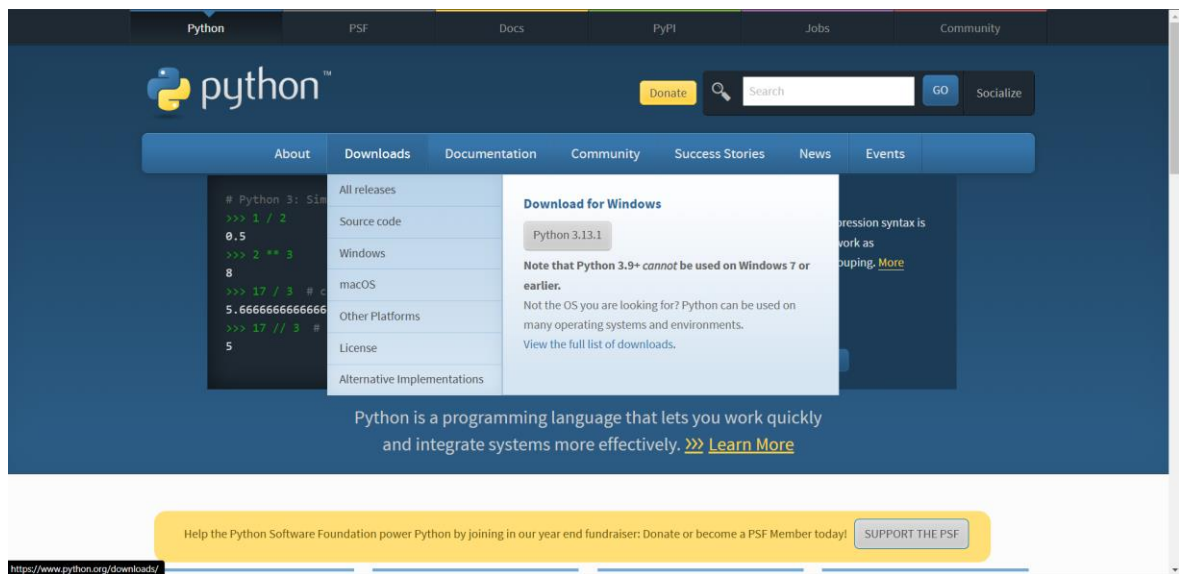 Python PSF Docs PyPI Jobs Community
python™
Donate Search GO Socialize
About Downloads Documentation Community Success Stories News Events
# Python 3: Sim
>>> 1 / 2
0.5
>>> 2 ** 3
8
>>> 17 / 3 # c
5.6666666666666
>>> 17 // 3 #
5
All releases
Source code
Windows
macOS
Other Platforms
License
Alternative Implementations
Download for Windows
Python 3.13.1
Note that Python 3.9+ cannot be used on Windows 7 or
earlier.
Not the OS you are looking for? Python can be used on
many operating systems and environments.
View the full list of downloads.
syntax is
as
More
Python is a programming language that lets you work quickly
and integrate systems more effectively. >>> Learn More
Help the Python Software Foundation power Python by joining in our year end fundraiser: Donate or become a PSF Member today! SUPPORT THE PSF
https://www.python.org/downloads/